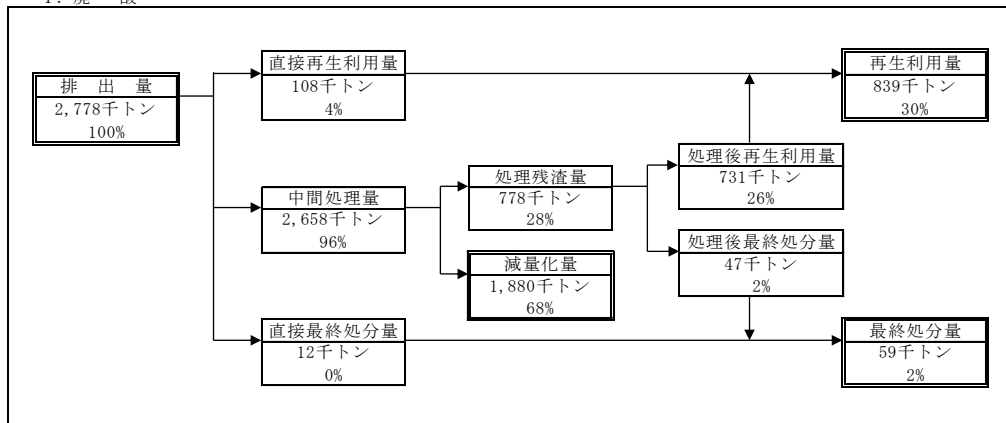 排 出 量
2,778千トン
100%
直接再生利用量
108千トン
4%
中間処理量
2,658千トン
96%
直接最終処分量
12千トン
0%
処理残渣量
778千トン
28%
減量化量
1,880千トン
68%
処理後再生利用量
731千トン
26%
処理後最終処分量
47千トン
2%
再生利用量
839千トン
30%
最終処分量
59千トン
2%